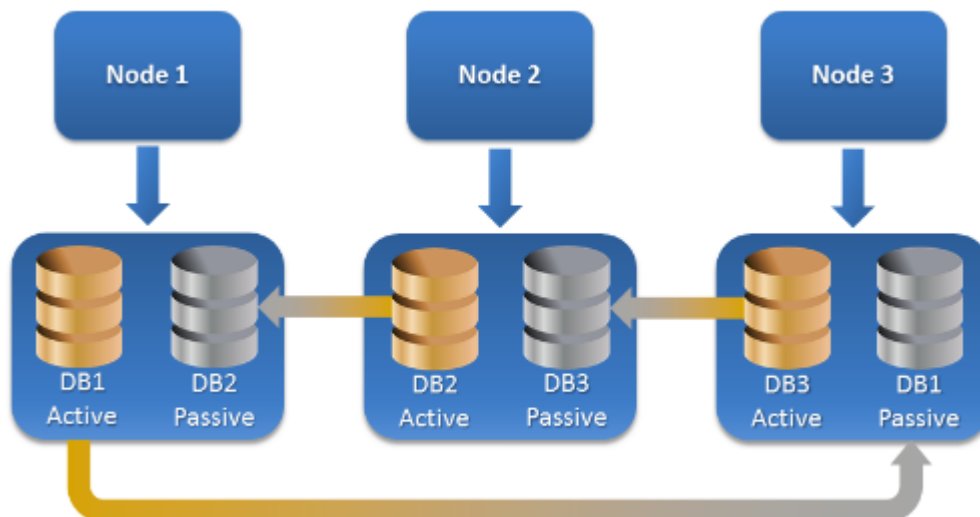 Node 1
Node 2
Node 3
DB1
Active
DB2
Passive
DB2
Active
DB3
Passive
DB3
Active
DB1
Passive